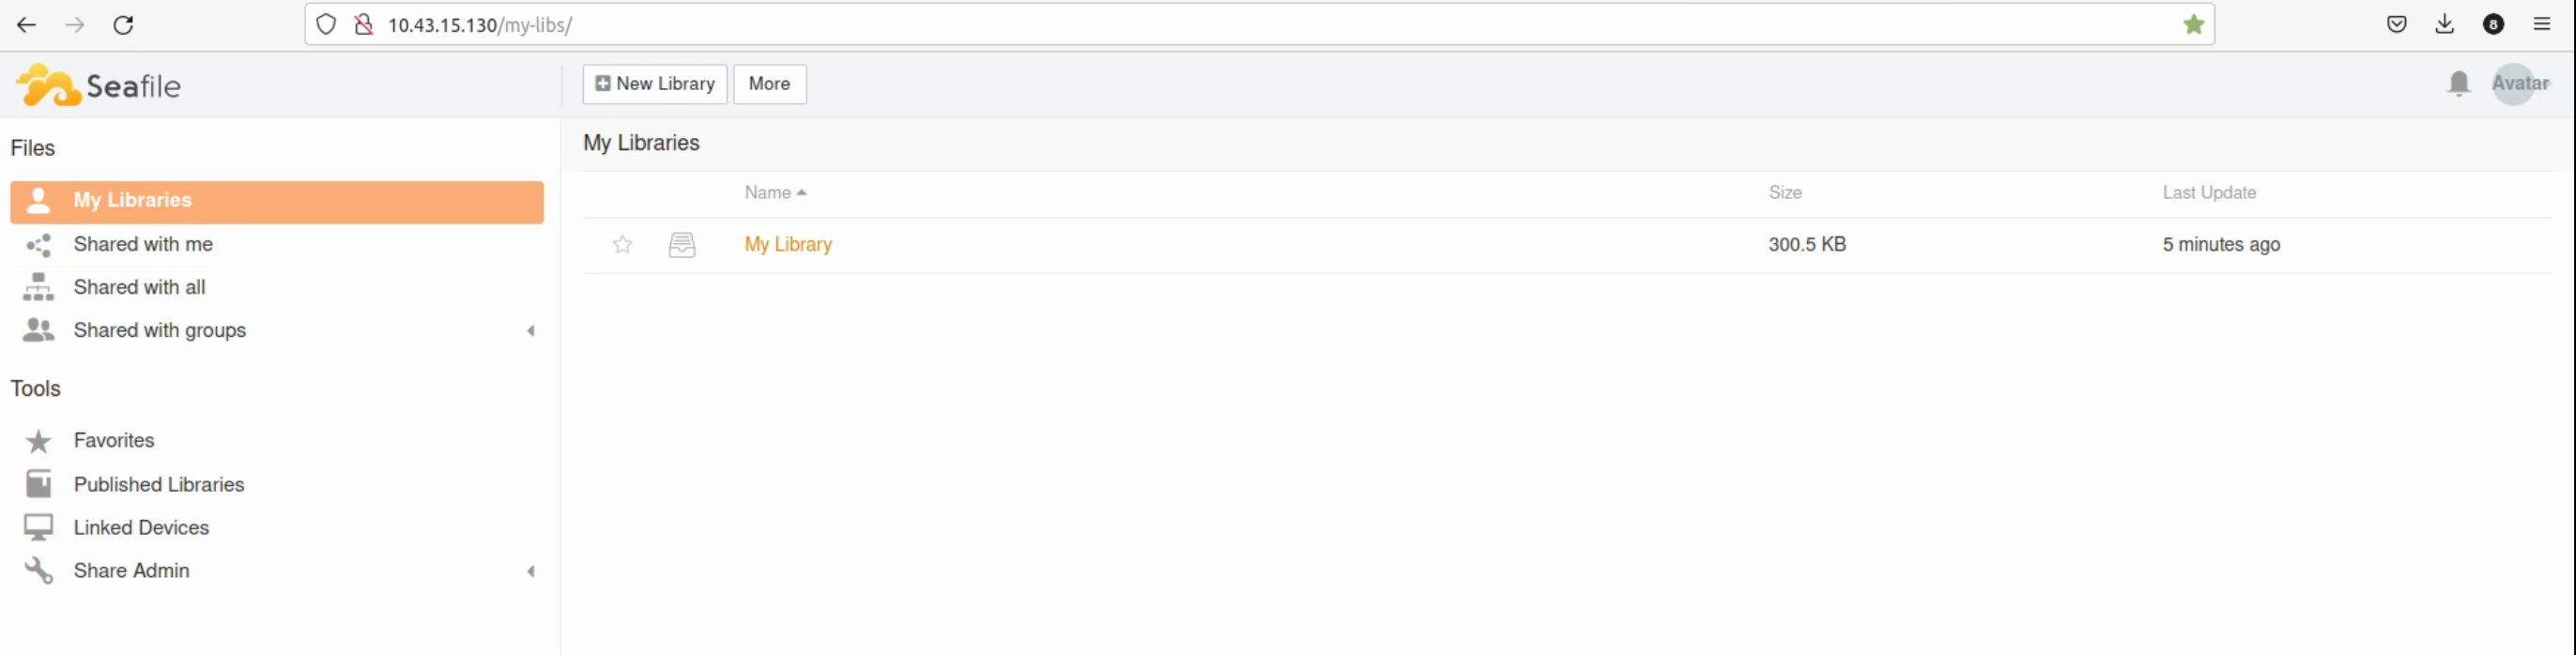 10.43.15.130/my-libs/
8
Seafile
New Library
More
Avatar
Files
My Libraries
Shared with me
Shared with all
Shared with groups
Tools
Favorites
Published Libraries
Linked Devices
Share Admin
My Libraries
Name Size Last Update
My Library 300.5 KB 5 minutes ago